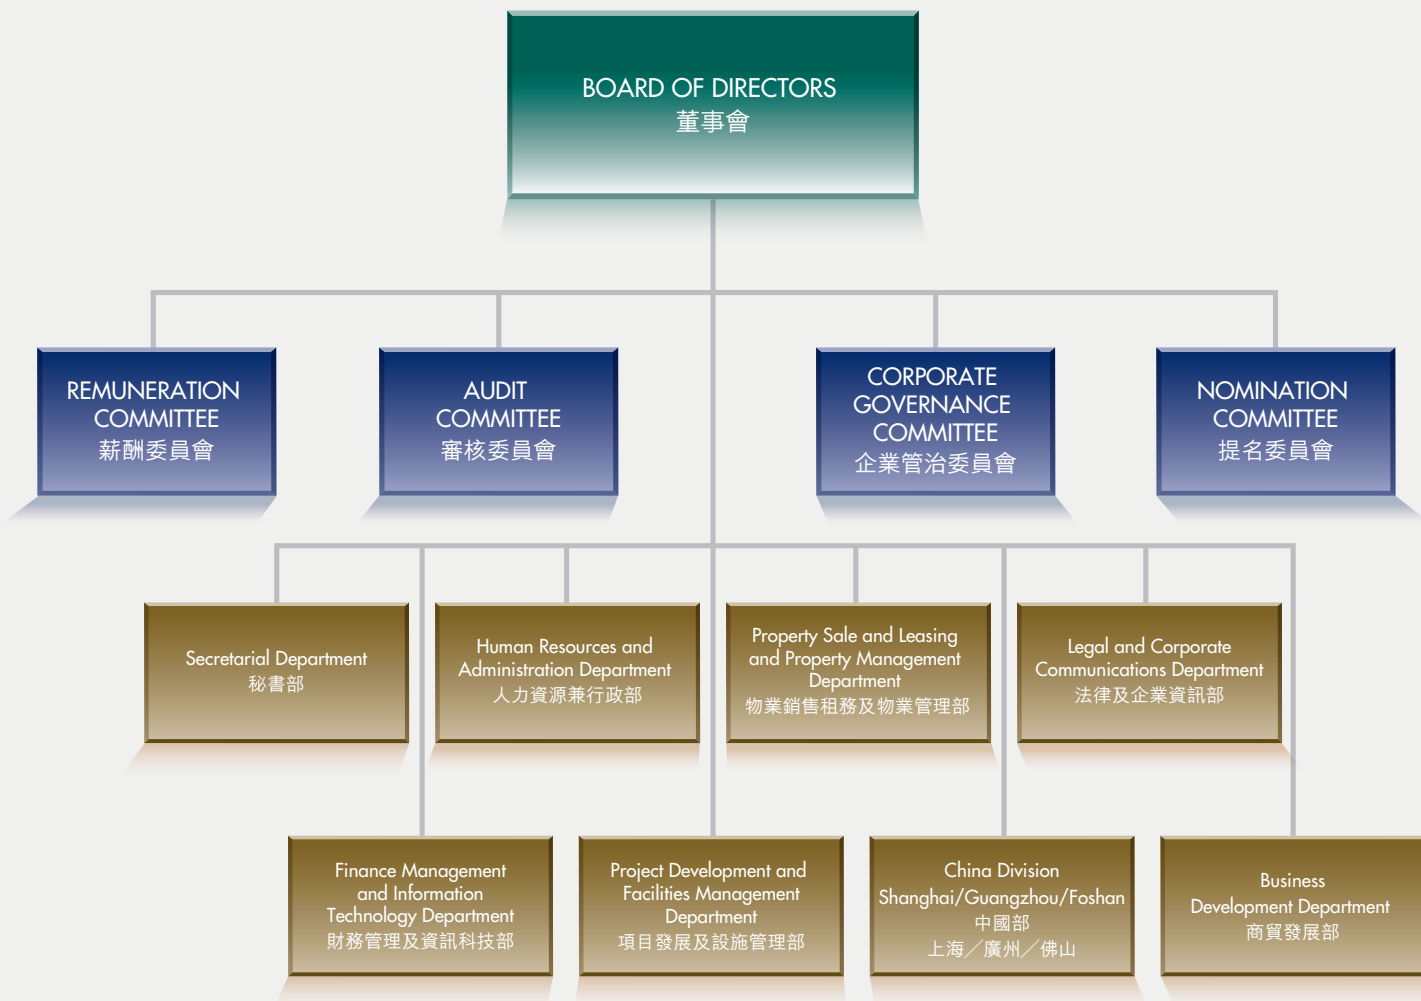 BOARD OF DIRECTORS
董事會
REMUNERATION
COMMITTEE
薪酬委員會
AUDIT
COMMITTEE
審核委員會
CORPORATE
GOVERNANCE
COMMITTEE
企業管治委員會
NOMINATION
COMMITTEE
提名委員會
Secretarial Department
秘書部
Human Resources and
Administration Department
人力資源兼行政部
Property Sale and Leasing
and Property Management
Department
物業銷售租務及物業管理部
Legal and Corporate
Communications Department
法律及企業資訊部
Finance Management
and Information
Technology Department
財務管理及資訊科技部
Project Development and
Facilities Management
Department
項目發展及設施管理部
China Division
Shanghai/Guangzhou/Foshan
中國部
上海／廣州／佛山
Business
Development Department
商貿發展部